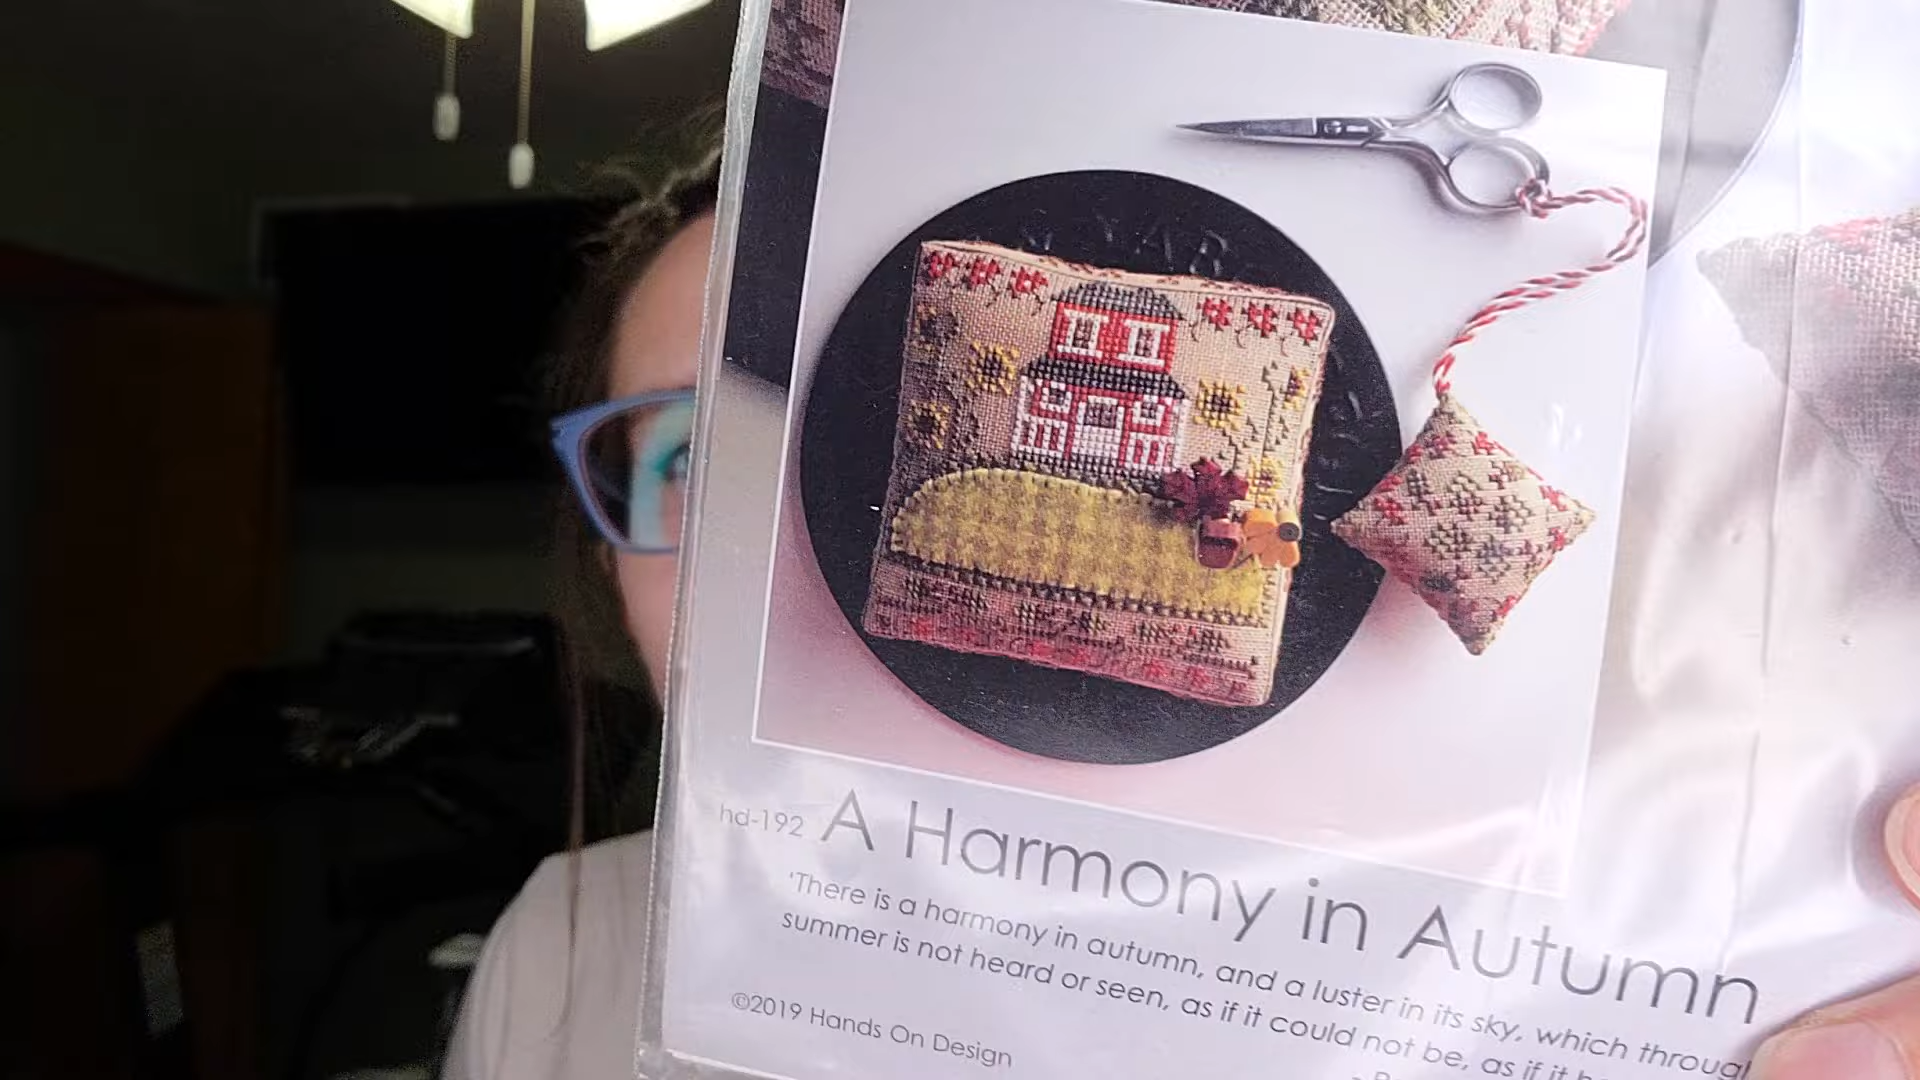 hd-192 A Harmony in Autumn
'There is a harmony in autumn, and a luster in its sky, which throug
summer is not heard or seen, as if it could not be, as if it
©2019 Hands On Design